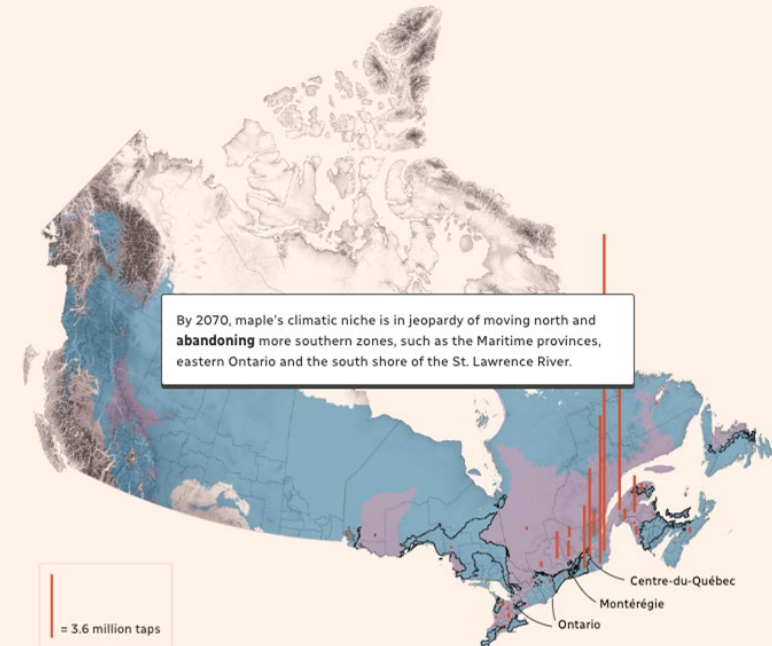 By 2070, maple's climatic niche is in jeopardy of moving north and
abandoning more southern zones, such as the Maritime provinces,
eastern Ontario and the south shore of the St. Lawrence River.
Centre-du-Québec
Montérégie
Ontario
= 3.6 million taps